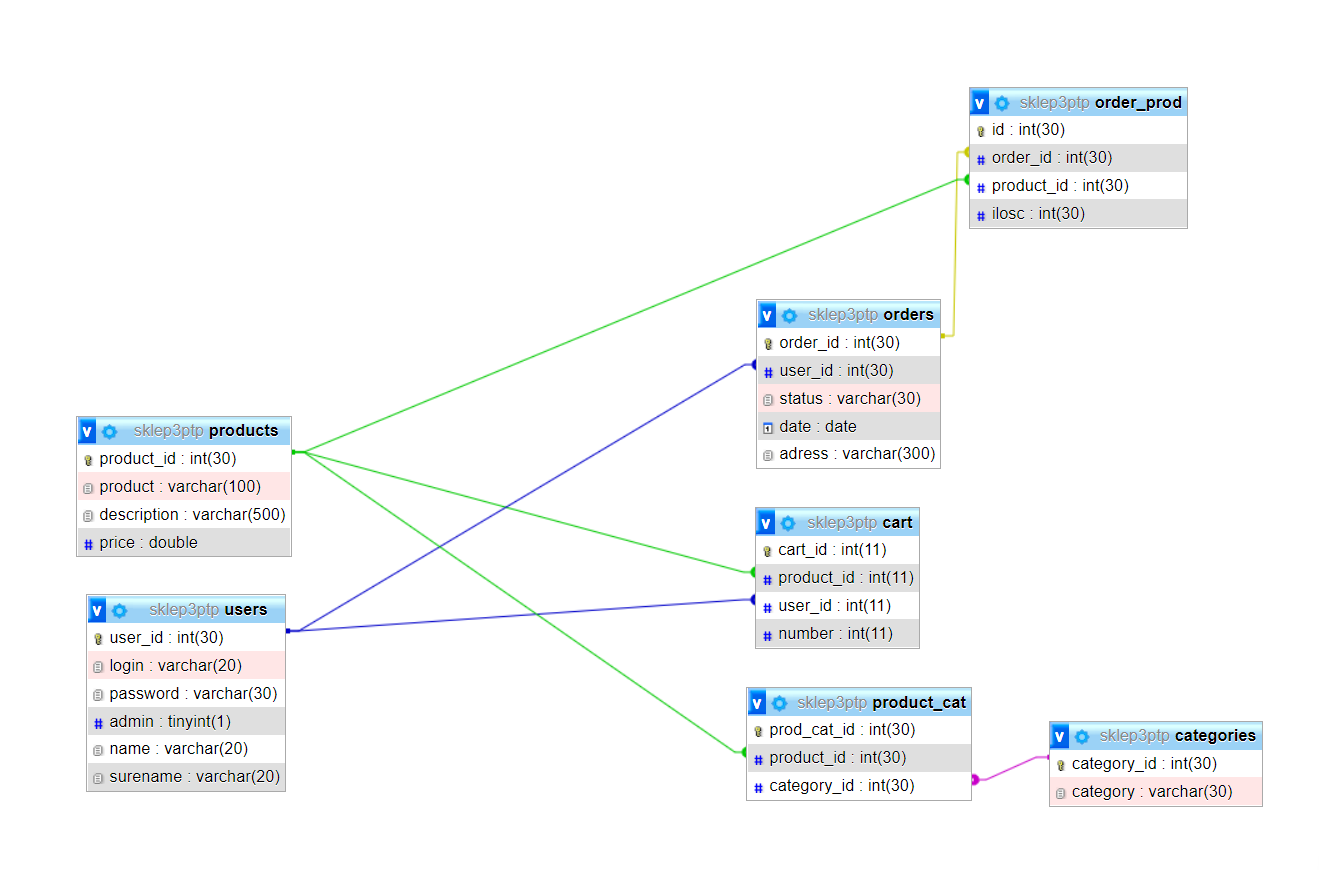 v sklep3ptp order_prod
id : int(30)
# order_id : int(30)
# product_id : int(30)
# ilosc : int(30)
v sklep3ptp orders
order_id : int(30)
# user_id : int(30)
status : varchar(30)
date : date
adress : varchar(300)
v sklep3ptp products
product_id : int(30)
product : varchar(100)
description : varchar(500)
# price : double
v sklep3ptp cart
cart_id : int(11)
# product_id : int(11)
# user_id : int(11)
# number : int(11)
v sklep3ptp users
user_id : int(30)
login : varchar(20)
password : varchar(30)
# admin : tinyint(1)
name : varchar(20)
surename : varchar(20)
v sklep3ptp product_cat
prod_cat_id : int(30)
# product_id : int(30)
# category_id : int(30)
v sklep3ptp categories
category_id : int(30)
category : varchar(30)